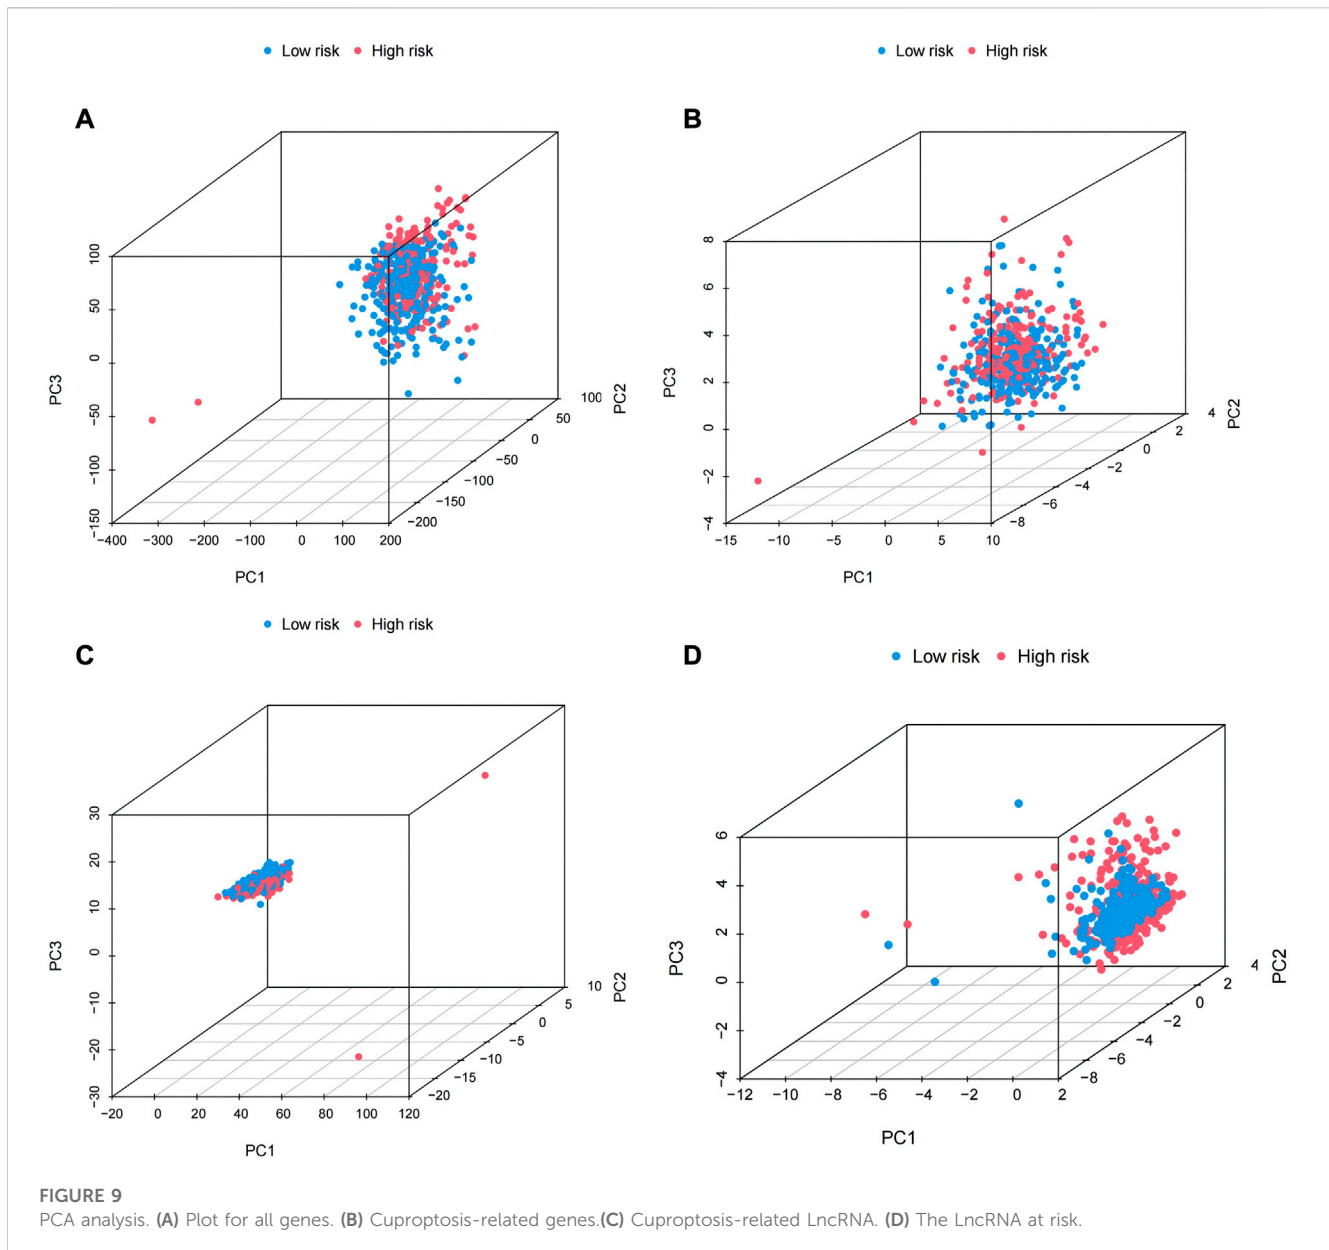 Low risk High risk
A
100
50
0
−50
−100
−150
PC3
−400 −300 −200 −100 0 100 200
PC1
−200
−150
−100
−50
0
50
100
PC2
Low risk High risk
B
8
6
4
2
0
−2
−4
PC3
−15 −10 −5 0 5 10
PC1
−8
−6
−4
−2
0
2
4
PC2
Low risk High risk
C
30
20
10
0
−10
−20
−30
PC3
−20 0 20 40 60 80 100 120
PC1
−20
−15
−10
−5
0
5
10
PC2
D
Low risk High risk
6
4
2
0
−2
−4
PC3
−12 −10 −8 −6 −4 −2 0 2
PC1
−8
−6
−4
−2
0
2
4
PC2
FIGURE 9
PCA analysis. (A) Plot for all genes. (B) Cuproptosis-related genes.(C) Cuproptosis-related LncRNA. (D) The LncRNA at risk.